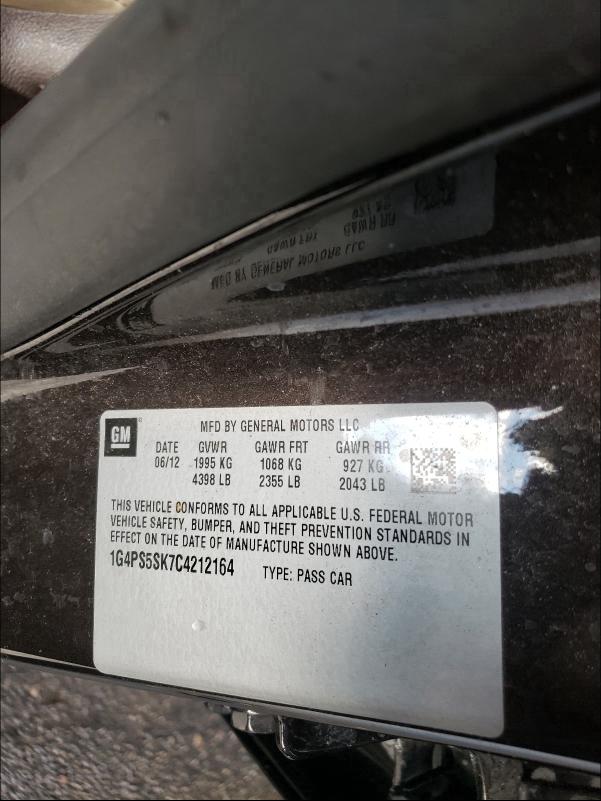 GM
MFD BY GENERAL MOTORS LLC
DATE GVWR GAWR FRT GAWR RR
06/12 1995 KG 1068 KG 927 KG
4398 LB 2355 LB 2043 LB
THIS VEHICLE CONFORMS TO ALL APPLICABLE U.S. FEDERAL MOTOR
VEHICLE SAFETY, BUMPER, AND THEFT PREVENTION STANDARDS IN
EFFECT ON THE DATE OF MANUFACTURE SHOWN ABOVE.
1G4PS5SK7C4212164 TYPE: PASS CAR